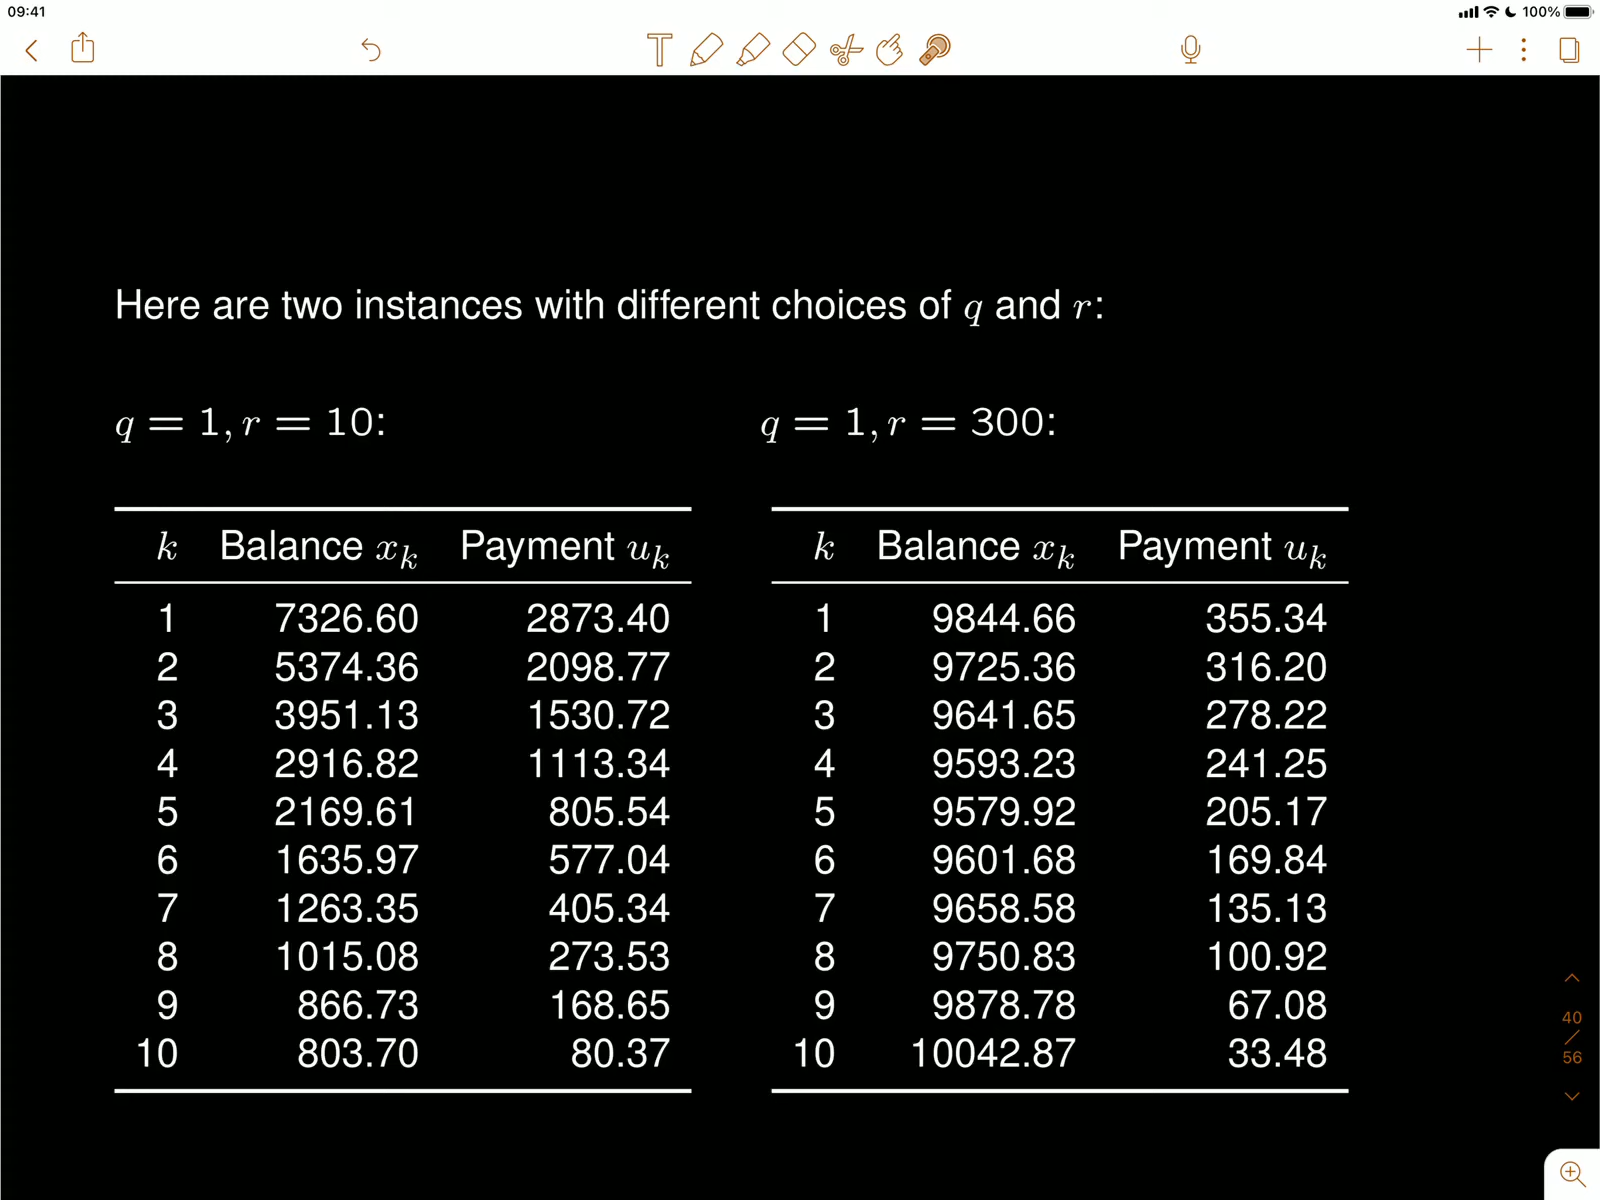 09:41
100%
Here are two instances with different choices of q and r:
q = 1, r = 10:
k Balance x_k Payment u_k
1 7326.60 2873.40
2 5374.36 2098.77
3 3951.13 1530.72
4 2916.82 1113.34
5 2169.61 805.54
6 1635.97 577.04
7 1263.35 405.34
8 1015.08 273.53
9 866.73 168.65
10 803.70 80.37
q = 1, r = 300:
k Balance x_k Payment u_k
1 9844.66 355.34
2 9725.36 316.20
3 9641.65 278.22
4 9593.23 241.25
5 9579.92 205.17
6 9601.68 169.84
7 9658.58 135.13
8 9750.83 100.92
9 9878.78 67.08
10 10042.87 33.48
40
/
56